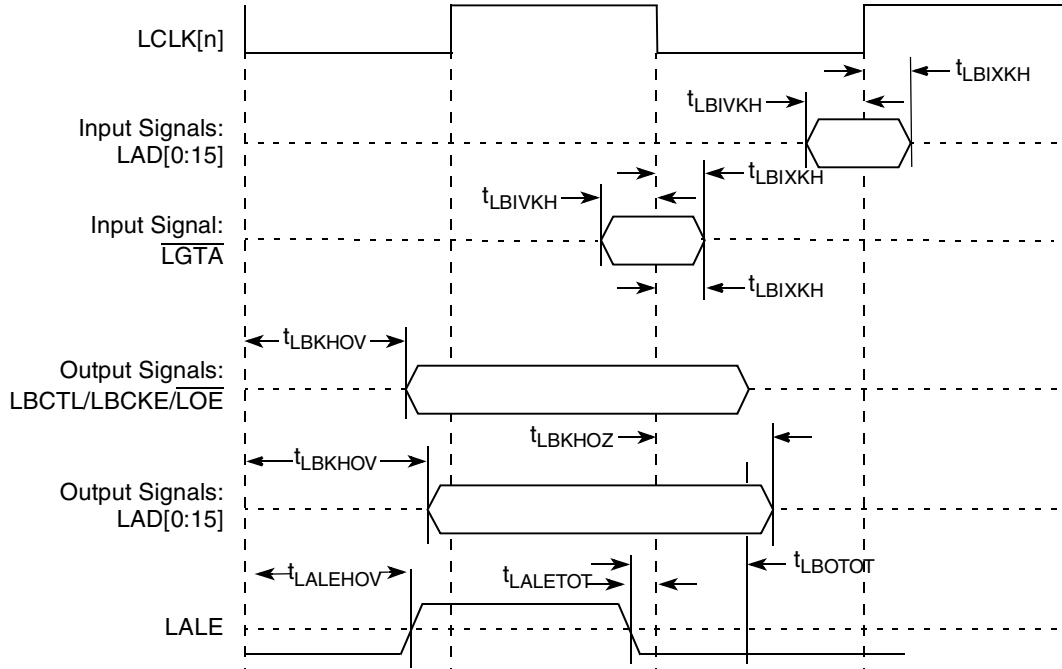 LCLK[n]
tLBIXKH
tLBIVKH
Input Signals:
LAD[0:15]
tLBIXKH
tLBIVKH
Input Signal:
LGTA
tLBIXKH
tLBKHOV
Output Signals:
LBCTL/LBCKE/LOE
tLBKHOZ
tLBKHOV
Output Signals:
LAD[0:15]
tLBOTOT
tLALEHOV
tLALETOT
LALE